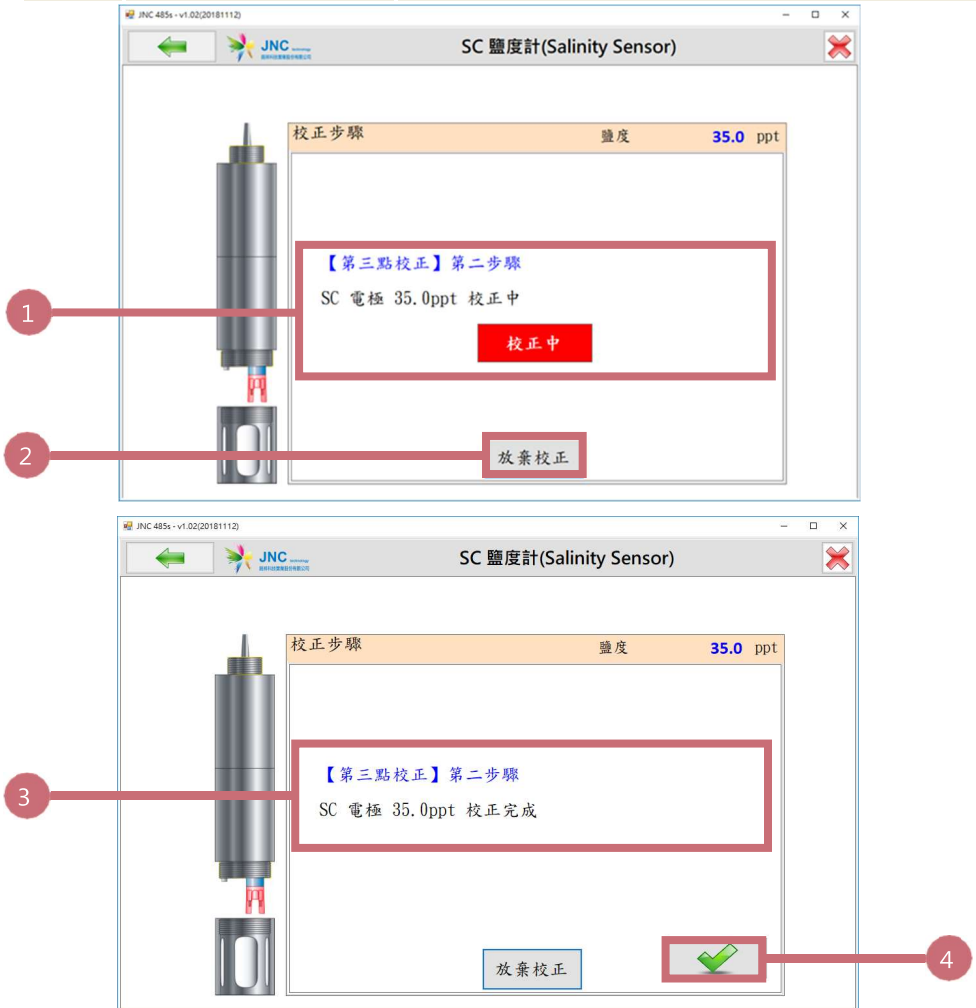 JNC 485s - v1.02(20181112)
JNC technology
SC 鹽度計(Salinity Sensor)
校正步驟
鹽度 35.0 ppt
【第三點校正】第二步驟
SC 電極 35.0ppt 校正中
校正中
1
放棄校正
2
JNC 485s - v1.02(20181112)
JNC technology
SC 鹽度計(Salinity Sensor)
校正步驟
鹽度 35.0 ppt
【第三點校正】第二步驟
SC 電極 35.0ppt 校正完成
3
放棄校正
4